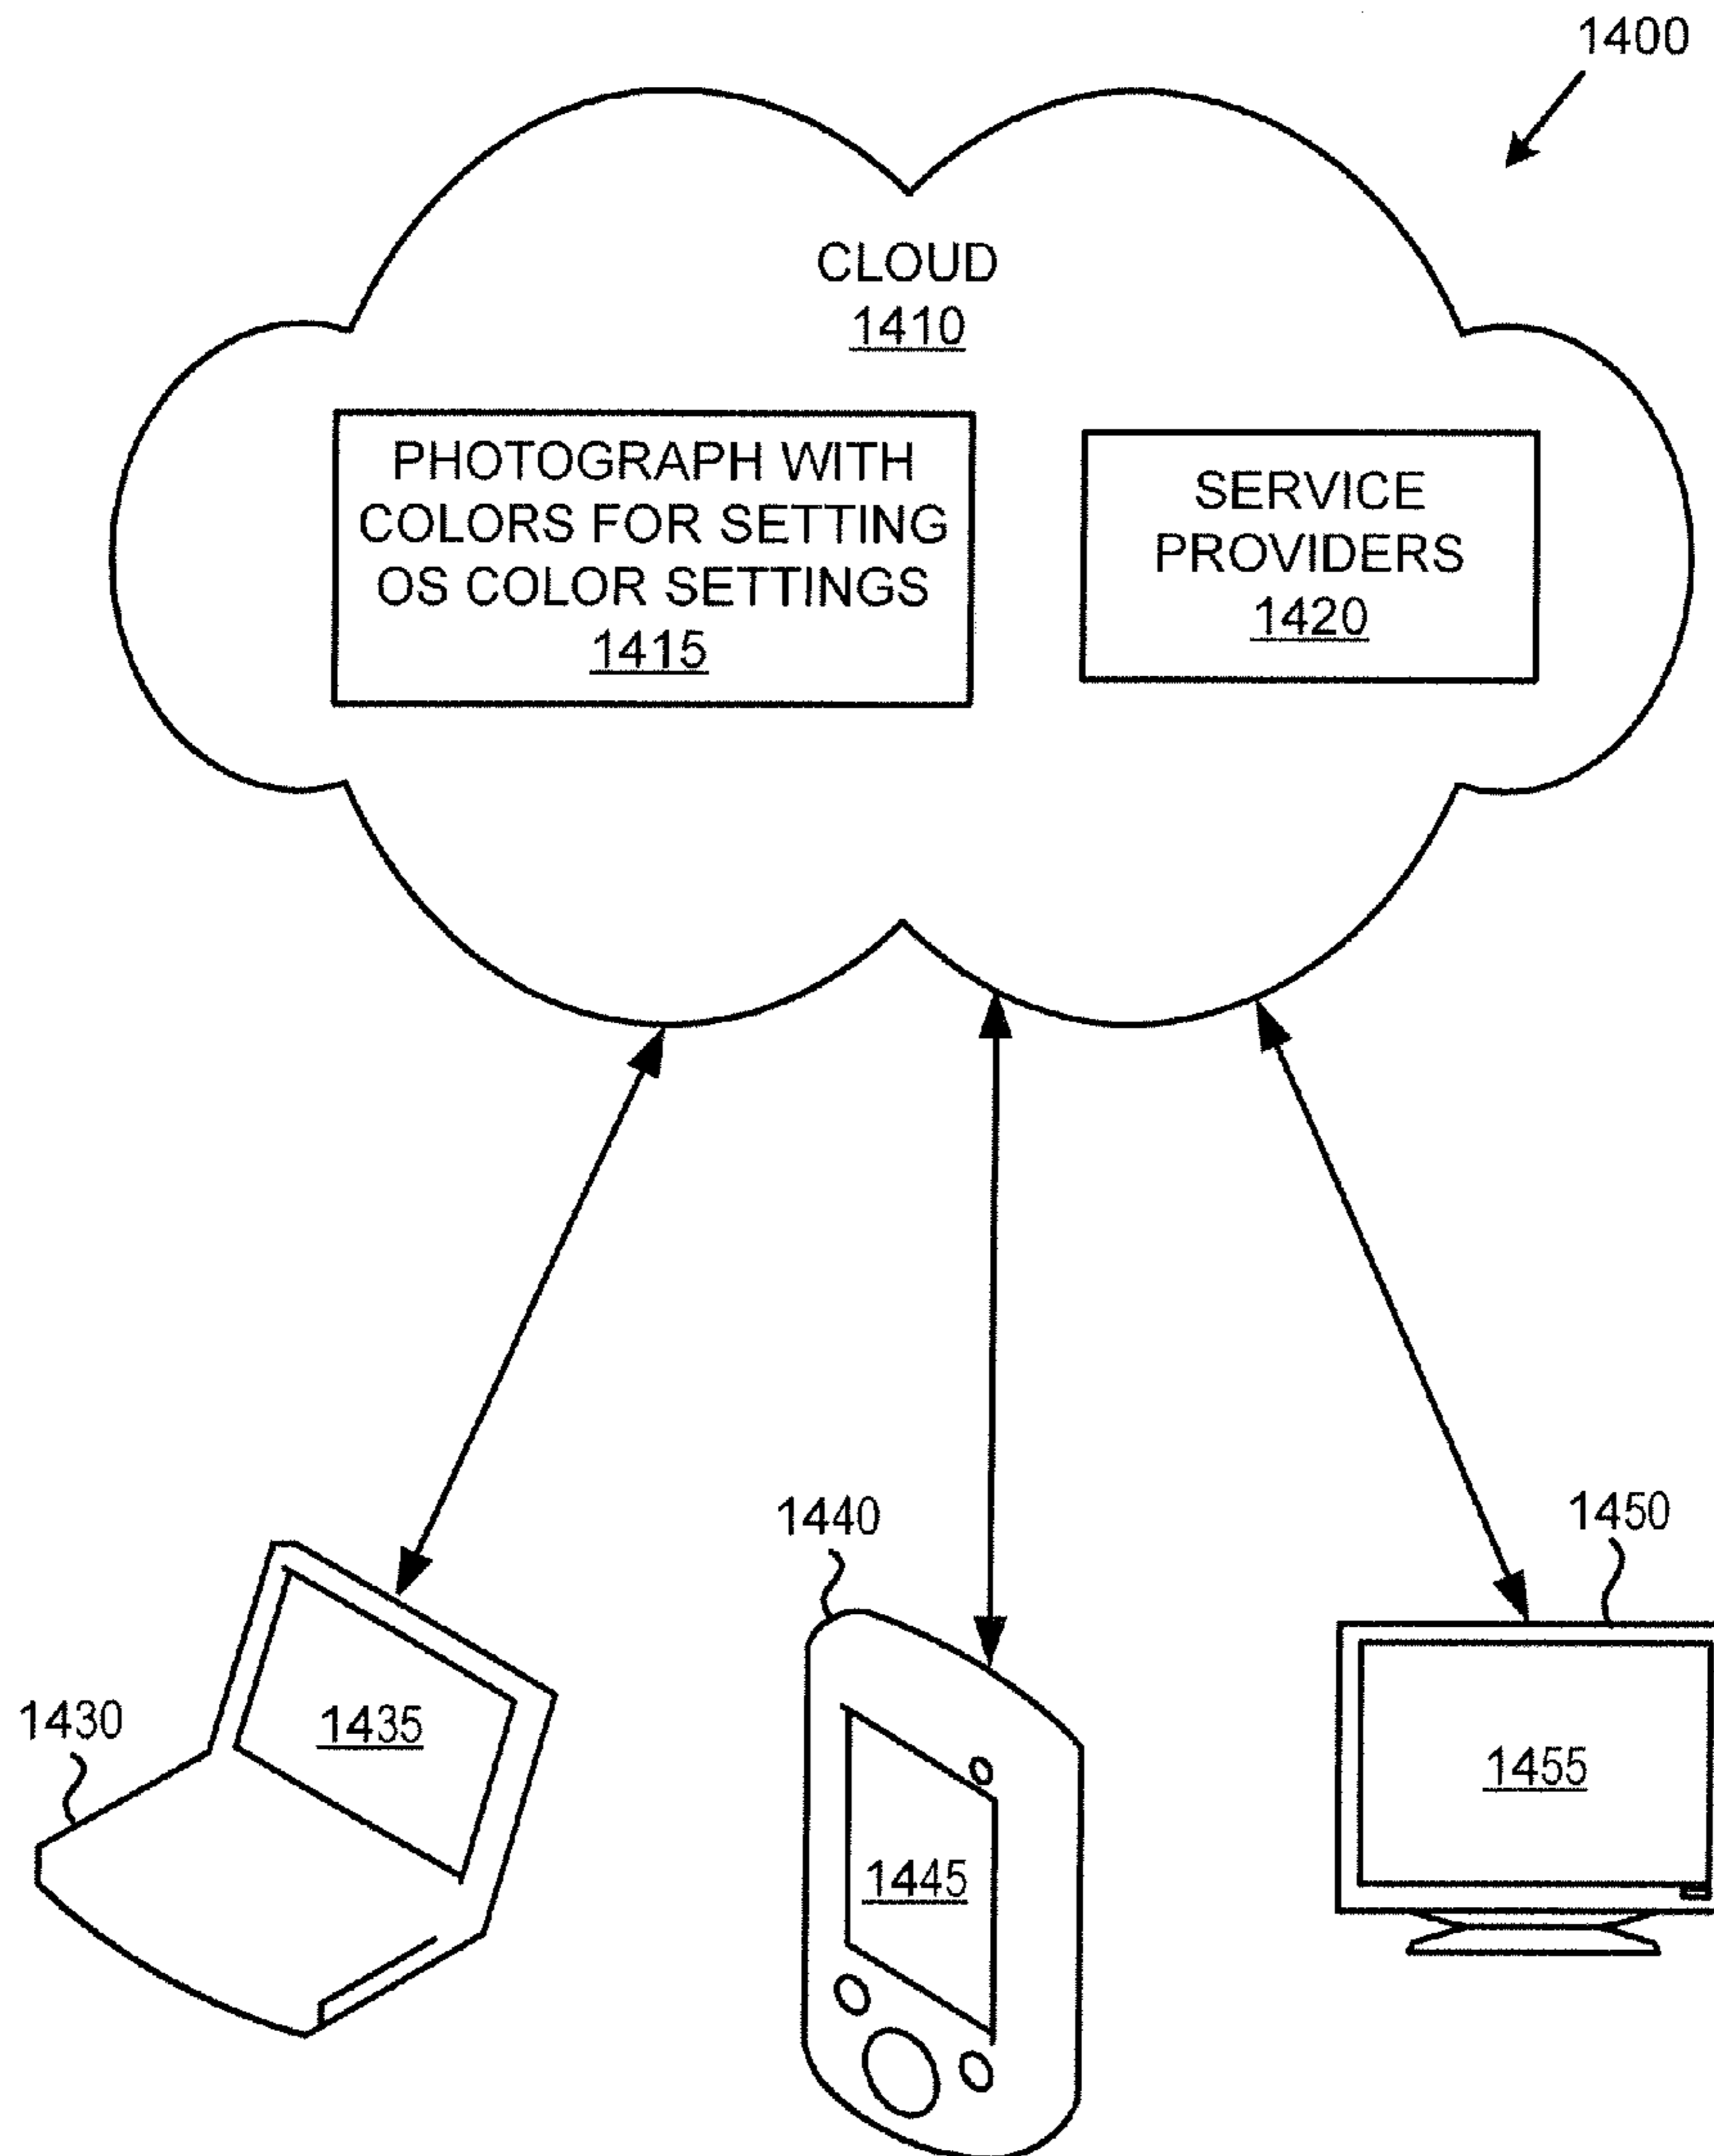 1400
CLOUD
1410
PHOTOGRAPH WITH
COLORS FOR SETTING
OS COLOR SETTINGS
1415
SERVICE
PROVIDERS
1420
1430
1435
1440
1445
1450
1455